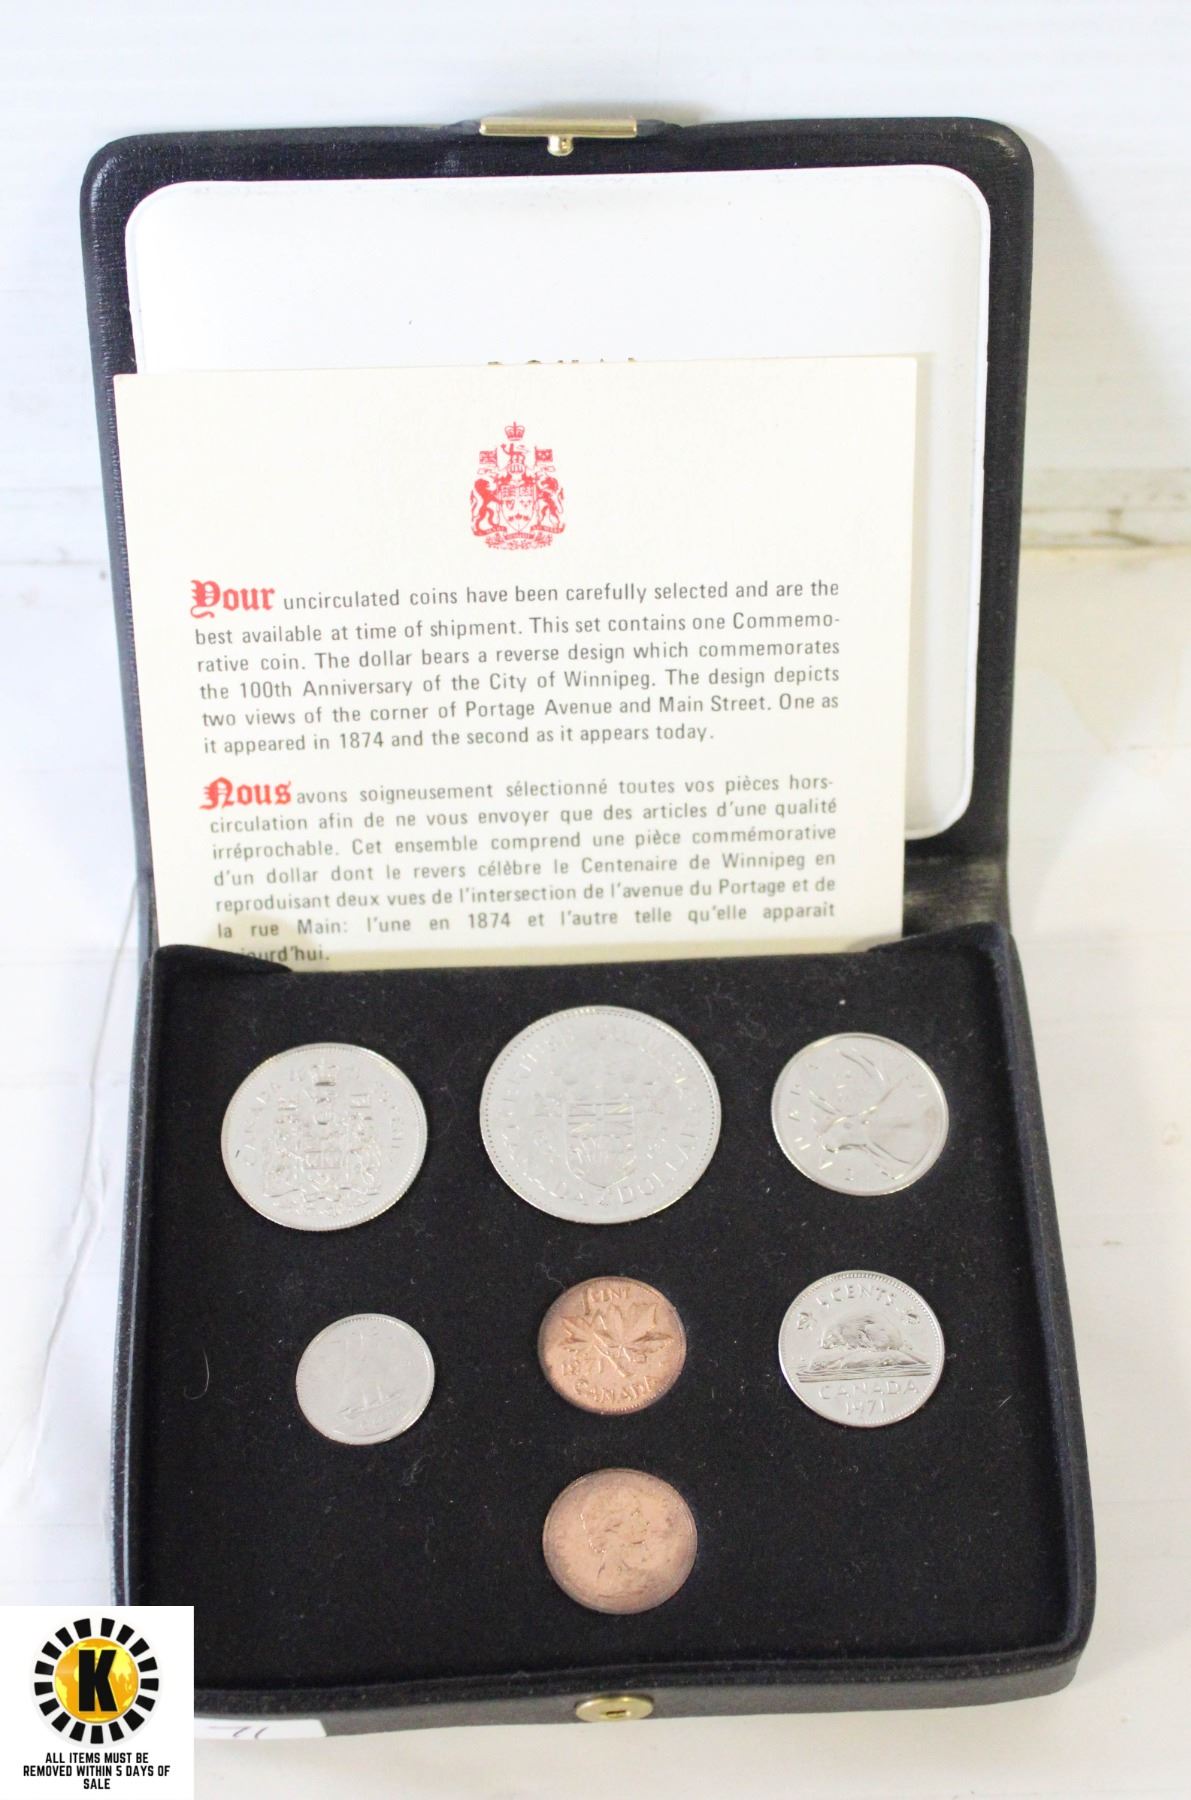 Your uncirculated coins have been carefully selected and are the
best available at time of shipment. This set contains one Commemo-
rative coin. The dollar bears a reverse design which commemorates
the 100th Anniversary of the City of Winnipeg. The design depicts
two views of the corner of Portage Avenue and Main Street. One as
it appeared in 1874 and the second as it appears today.
Nous avons soigneusement sélectionné toutes vos pièces hors-
circulation afin de ne vous envoyer que des articles d'une qualité
irréprochable. Cet ensemble comprend une pièce commémorative
d'un dollar dont le revers célèbre le Centenaire de Winnipeg en
reproduisant deux vues de l'intersection de l'avenue du Portage et de
la rue Main: l'une en 1874 et l'autre telle qu'elle apparait
DOLLAR
1 CENT
1971
CANADA
5 CENTS
CANADA
1971
K
ALL ITEMS MUST BE
REMOVED WITHIN 5 DAYS OF
SALE